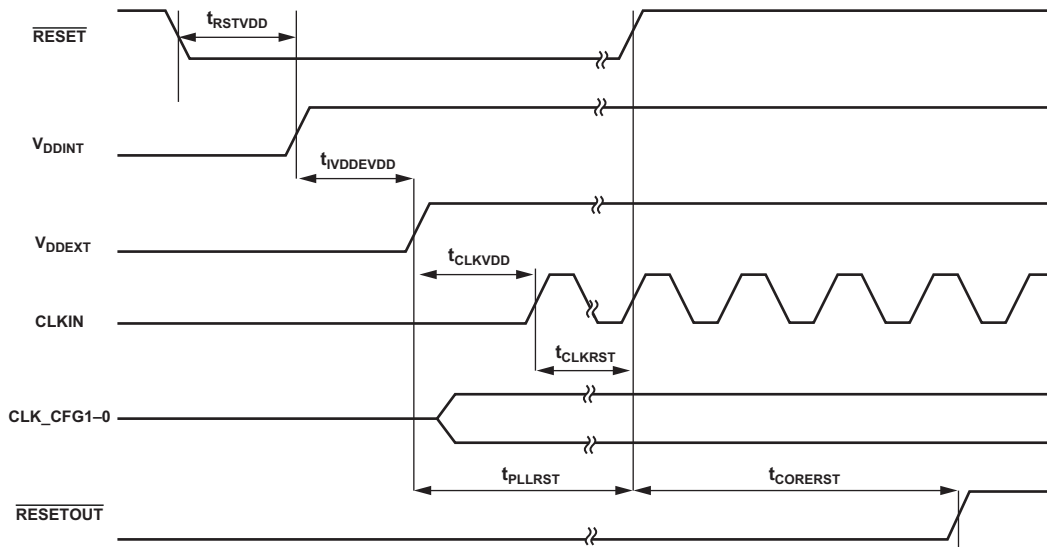 RESET
tRSTVDD
VDDINT
tIVDDEVDD
VDDEXT
tCLKVDD
CLKIN
tCLKRST
CLK_CFG1–0
tPLLRST
tCORERST
RESETOUT